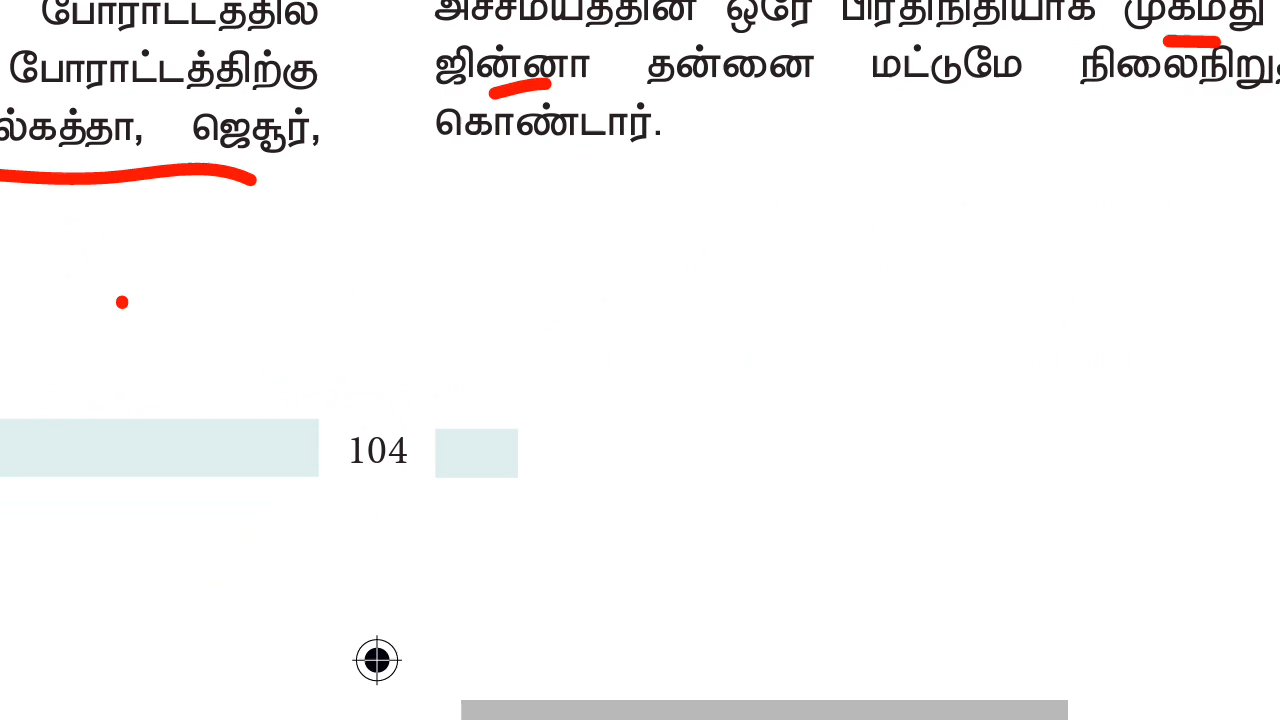 போராட்டத்தில்
போராட்டத்திற்கு
ல்கத்தா, ஜெசூர்,
அச்சமயத்தின் ஒரே பிரதிநிதியாக முகமது
ஜின்னா தன்னை மட்டுமே நிலைநிறு
கொண்டார்.
104